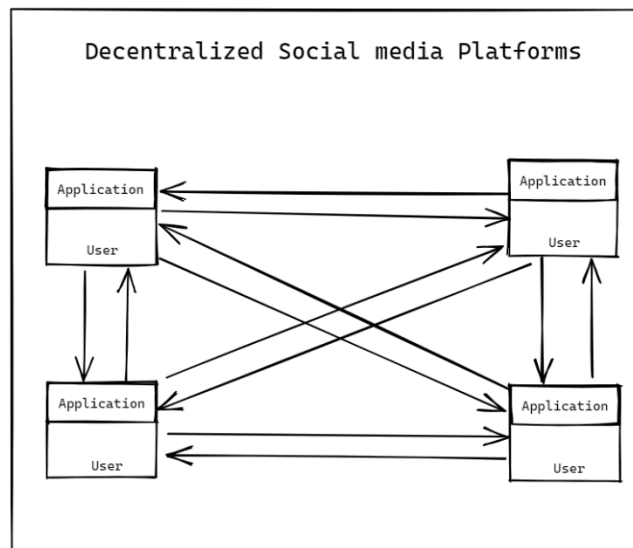 Decentralized Social media Platforms
Application
User
Application
User
Application
User
Application
User